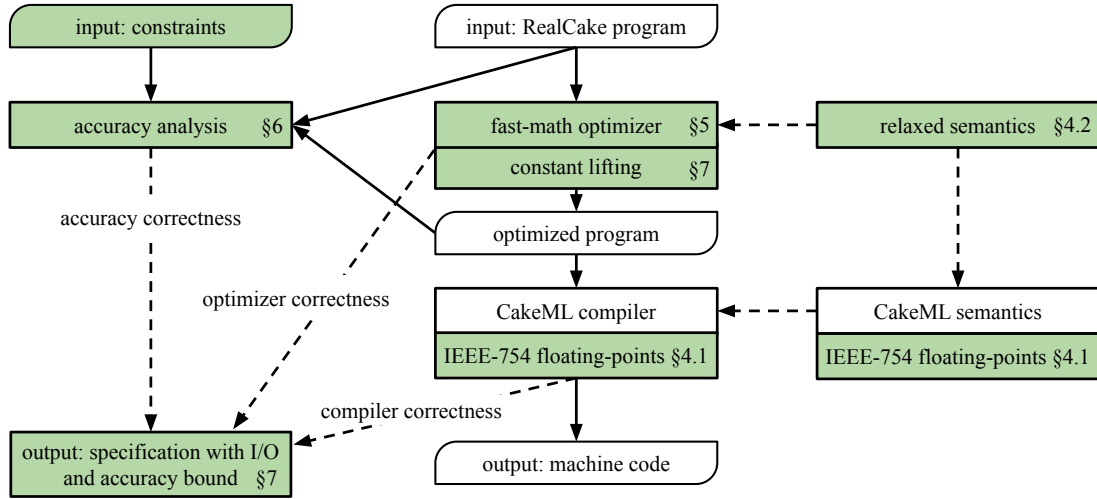 input: constraints
input: RealCake program
accuracy analysis §6
fast-math optimizer §5
relaxed semantics §4.2
constant lifting §7
accuracy correctness
optimized program
optimizer correctness
CakeML compiler
CakeML semantics
IEEE-754 floating-points §4.1
IEEE-754 floating-points §4.1
compiler correctness
output: specification with I/O
and accuracy bound §7
output: machine code